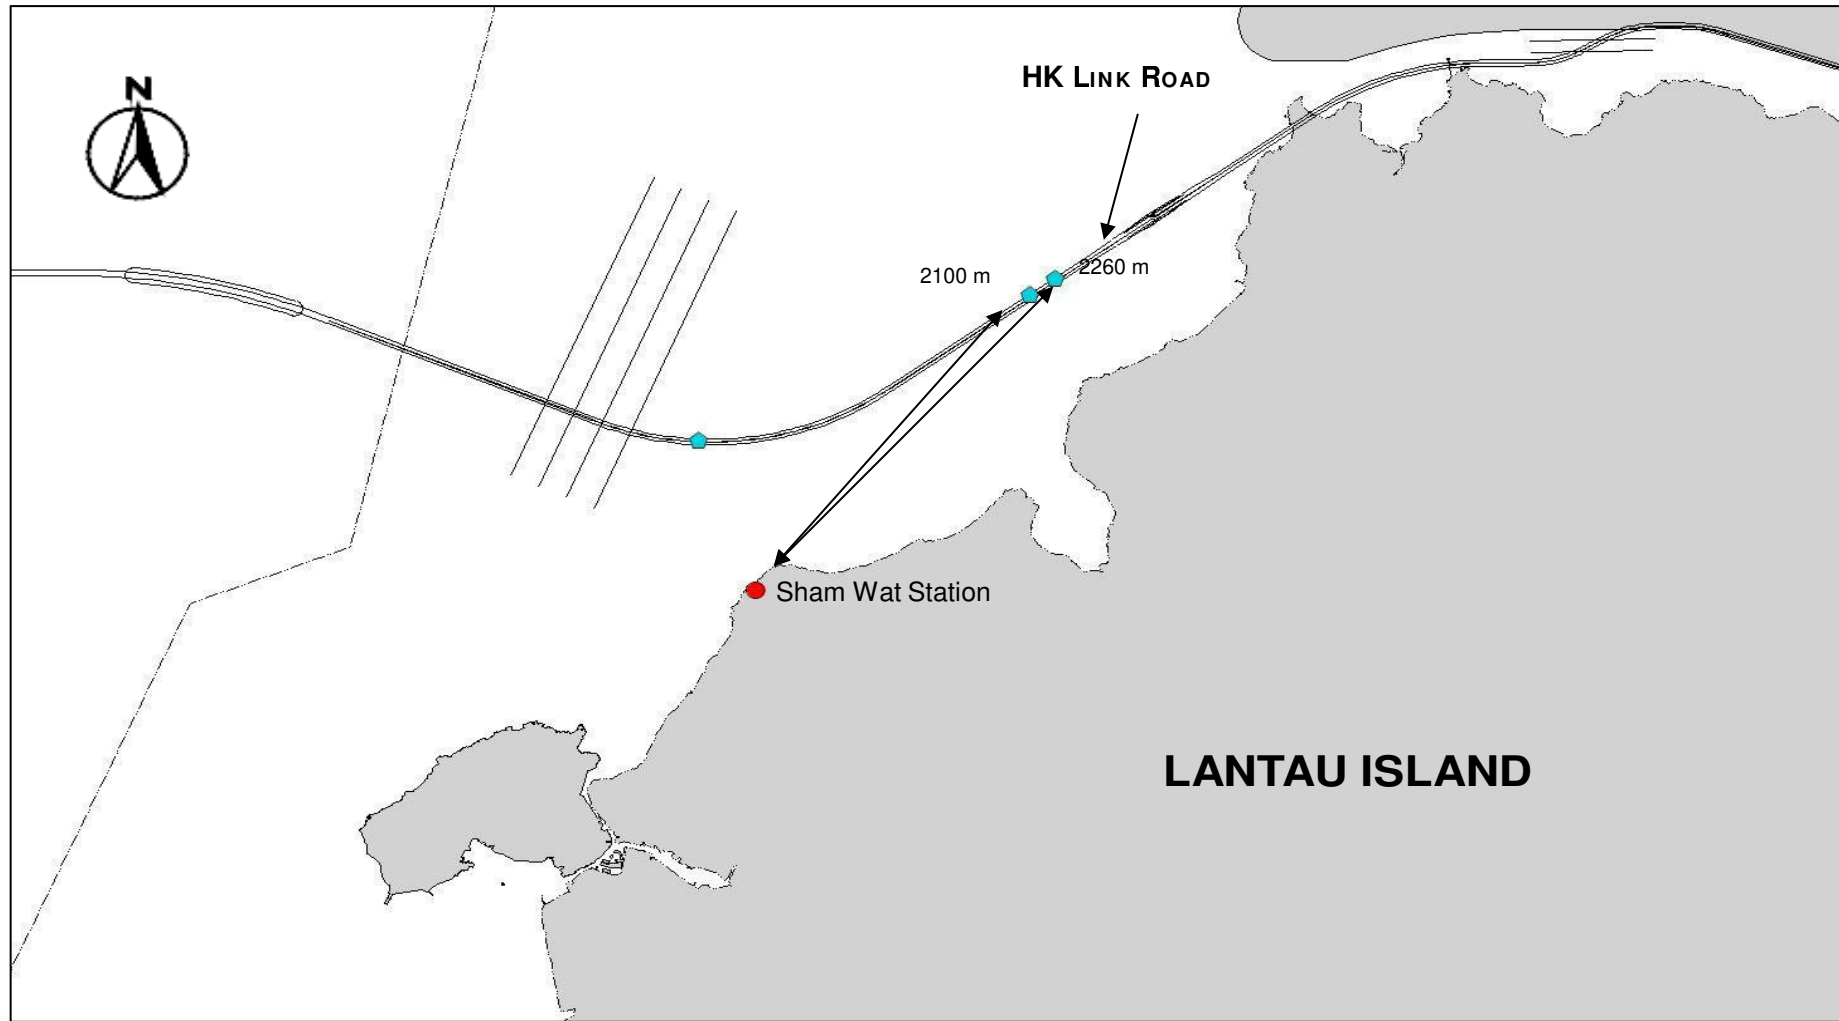 N
HK LINK ROAD
2100 m
2260 m
Sham Wat Station
LANTAU ISLAND